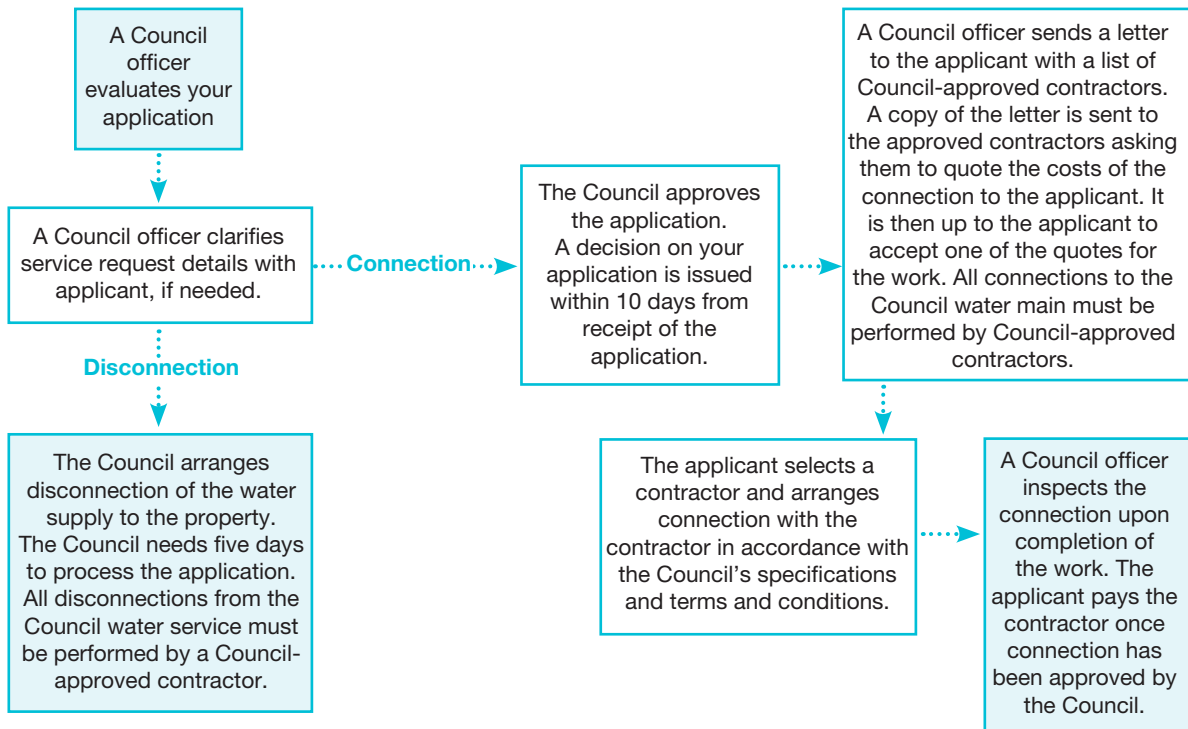 A Council
officer
evaluates your
application
A Council officer clarifies
service request details with
applicant, if needed.
Connection
The Council approves
the application.
A decision on your
application is issued
within 10 days from
receipt of the
application.
A Council officer sends a letter
to the applicant with a list of
Council-approved contractors.
A copy of the letter is sent to
the approved contractors asking
them to quote the costs of the
connection to the applicant. It
is then up to the applicant to
accept one of the quotes for
the work. All connections to the
Council water main must be
performed by Council-approved
contractors.
Disconnection
The Council arranges
disconnection of the water
supply to the property.
The Council needs five days
to process the application.
All disconnections from the
Council water service must
be performed by a Council-
approved contractor.
The applicant selects a
contractor and arranges
connection with the
contractor in accordance with
the Council's specifications
and terms and conditions.
A Council officer
inspects the
connection upon
completion of
the work. The
applicant pays the
contractor once
connection has
been approved by
the Council.